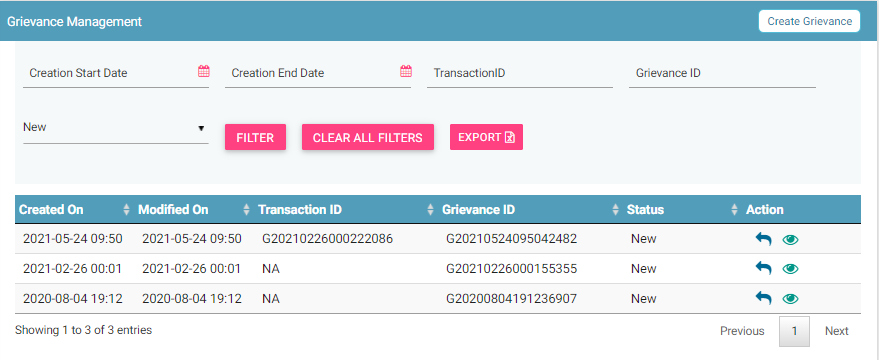 Grievance Management Create Grievance
Creation Start Date Creation End Date TransactionID Grievance ID
New FILTER CLEAR ALL FILTERS EXPORT
Created On Modified On Transaction ID Grievance ID Status Action
2021-05-24 09:50 2021-05-24 09:50 G20210226000222086 G20210524095042482 New
2021-02-26 00:01 2021-02-26 00:01 NA G20210226000155355 New
2020-08-04 19:12 2020-08-04 19:12 NA G20200804191236907 New
Showing 1 to 3 of 3 entries Previous 1 Next